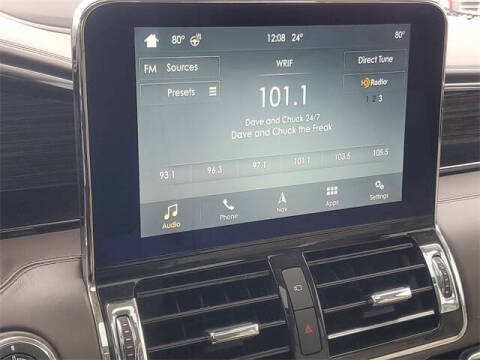 80° 12:08 24° 80°
FM Sources WRIF Direct Tune
Presets 101.1 HD Radio
1 2 3
Dave and Chuck 24/7
Dave and Chuck the Freak
93.1 96.3 97.1 101.1 103.5 105.5
Audio Phone Nav Apps Settings